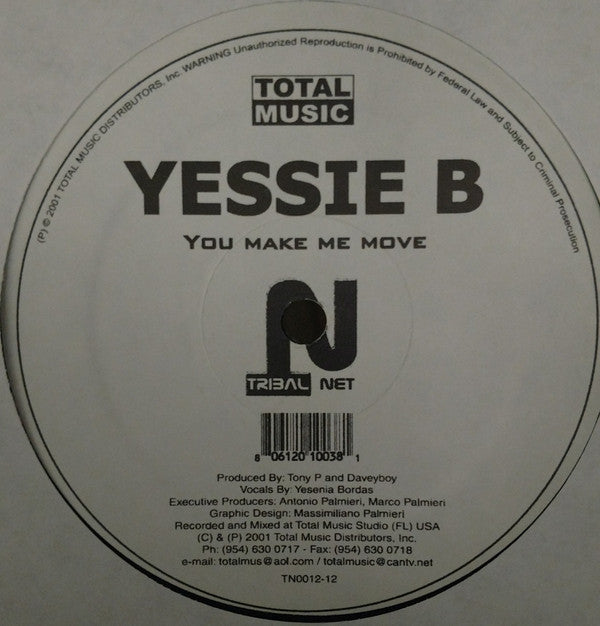 (P) © 2001 TOTAL MUSIC DISTRIBUTORS, Inc WARNING Unauthorized Reproduction is Prohibited by Federal Law and Subject to Criminal Prosecution
TOTAL
MUSIC
YESSIE B
YOU MAKE ME MOVE
N
TRIBAL NET
8 06120 10038 1
Produced By: Tony P and Daveyboy
Vocals By: Yesenia Bordas
Executive Producers: Antonio Palmieri, Marco Palmieri
Graphic Design: Massimiliano Palmieri
Recorded and Mixed at Total Music Studio (FL) USA
(C) & (P) 2001 Total Music Distributors, Inc.
Ph: (954) 630 0717 - Fax: (954) 630 0718
e-mail: totalmus@aol.com / totalmusic@cantv.net
TN0012-12